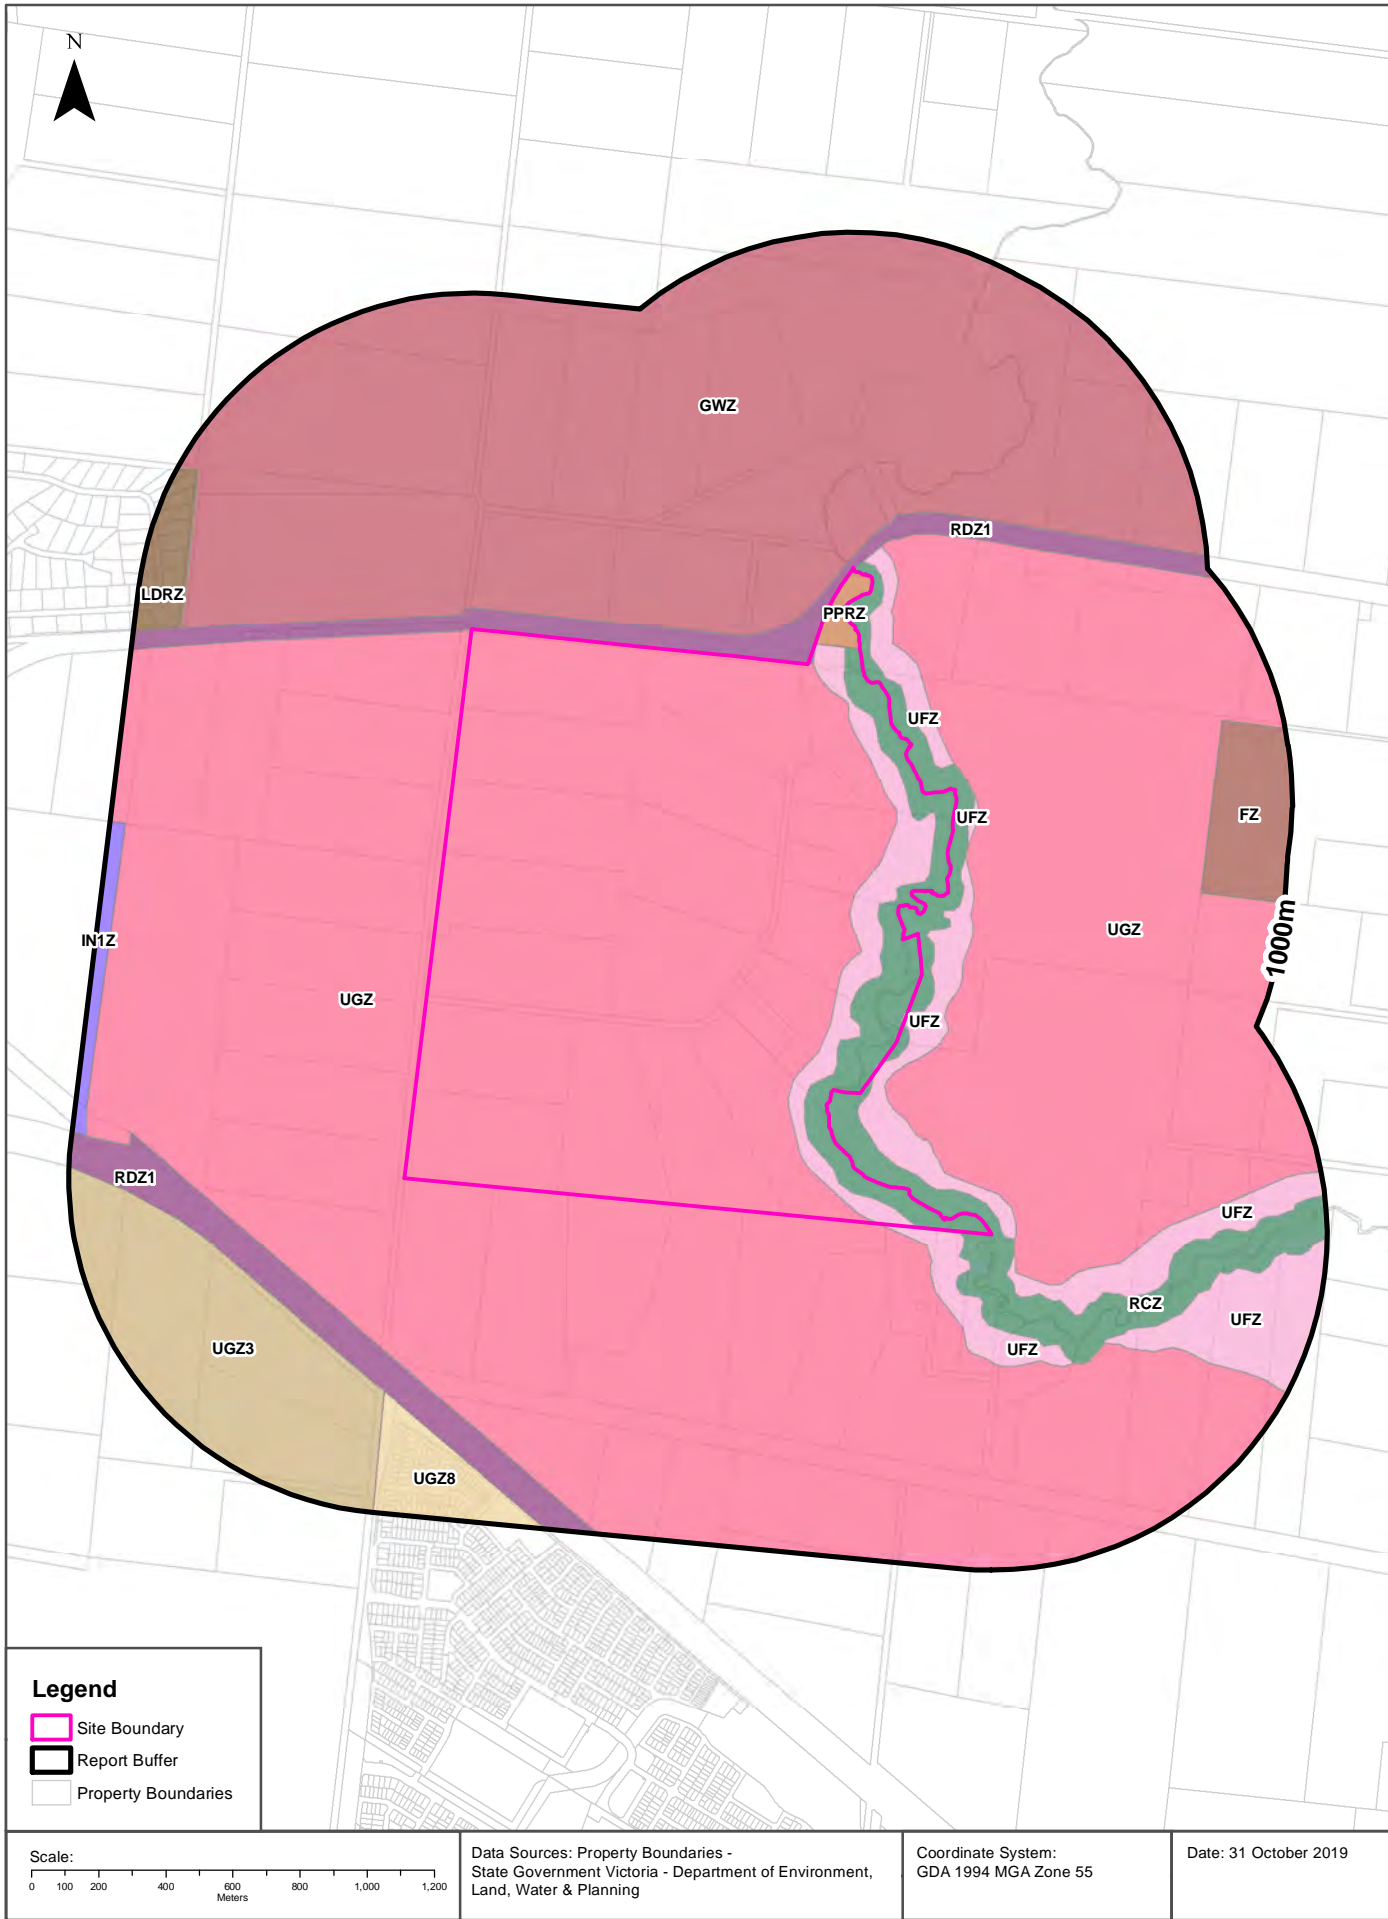 N
GWZ
RDZ1
LDRZ
PPRZ
UFZ
FZ
UFZ
UGZ
1000m
IN1Z
UGZ
UFZ
RDZ1
UFZ
RCZ
UFZ
UGZ3
UFZ
UGZ8
Legend
Site Boundary
Report Buffer
Property Boundaries
Scale:
0 100 200 400 600 800 1,000 1,200
Meters
Data Sources: Property Boundaries -
State Government Victoria - Department of Environment,
Land, Water & Planning
Coordinate System:
GDA 1994 MGA Zone 55
Date: 31 October 2019